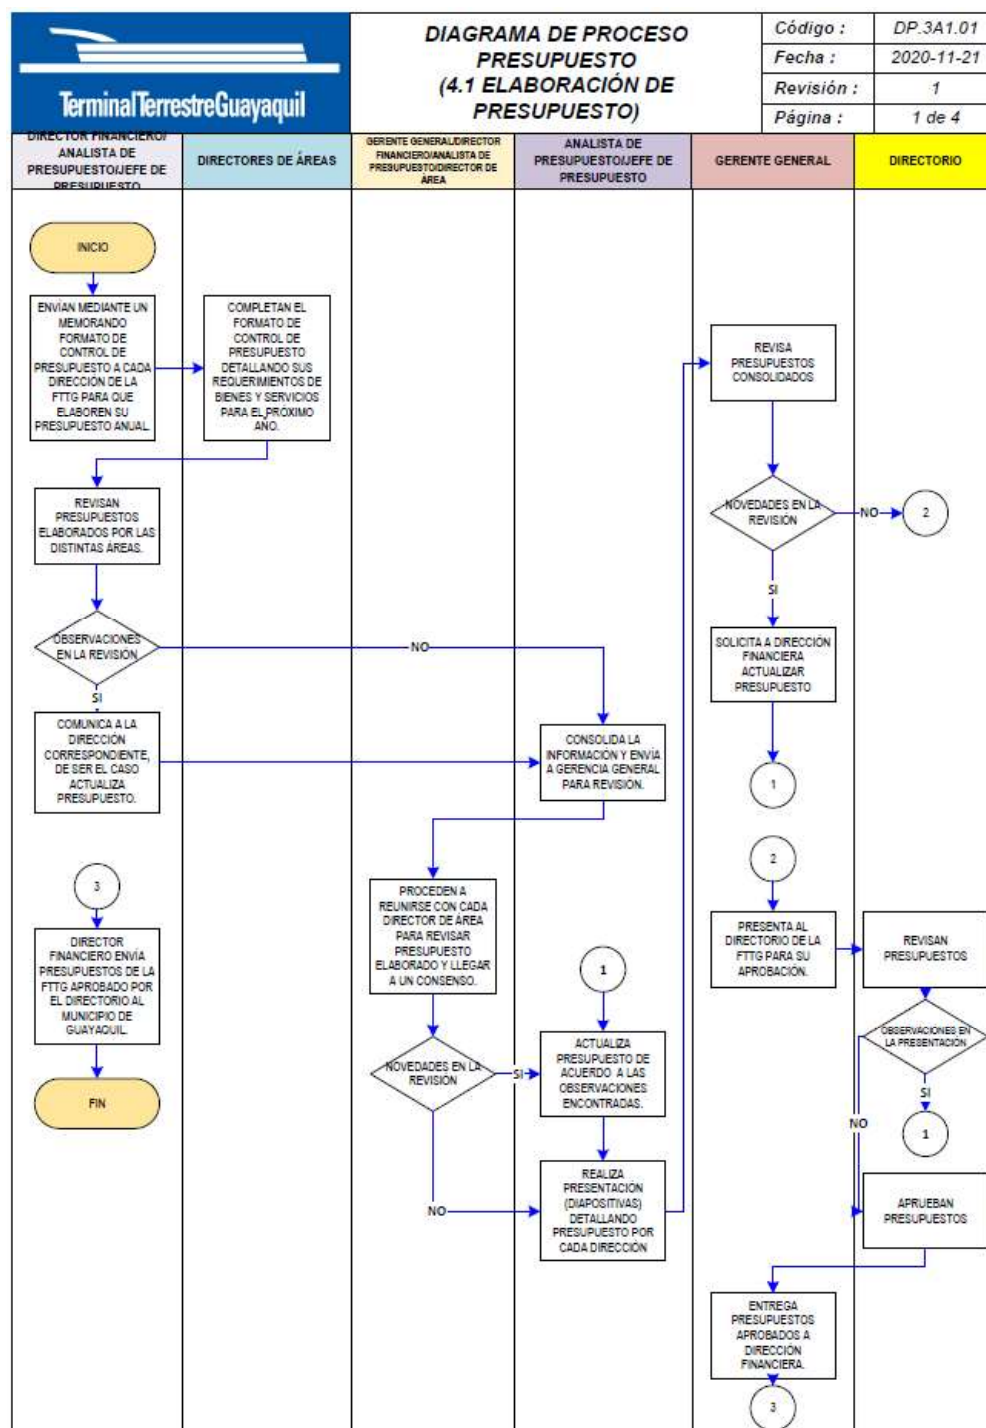 TerminalTerrestreGuayaquil
DIAGRAMA DE PROCESO
PRESUPUESTO
(4.1 ELABORACIÓN DE
PRESUPUESTO)
Código : DP.3A1.01
Fecha : 2020-11-21
Revisión : 1
Página : 1 de 4
DIRECTOR FINANCIERO/
ANALISTA DE
PRESUPUESTO/JEFE DE
PRESUPUESTO
DIRECTORES DE ÁREAS
GERENTE GENERAL/DIRECTOR
FINANCIERO/ANALISTA DE
PRESUPUESTO/DIRECTOR DE
ÁREA
ANALISTA DE
PRESUPUESTO/JEFE DE
PRESUPUESTO
GERENTE GENERAL
DIRECTORIO
INICIO
ENVÍAN MEDIANTE UN
MEMORANDO
FORMATO DE
CONTROL DE
PRESUPUESTO A CADA
DIRECCIÓN DE LA
FTTG PARA QUE
ELABOREN SU
PRESUPUESTO ANUAL.
COMPLETAN EL
FORMATO DE
CONTROL DE
PRESUPUESTO
DETALLANDO SUS
REQUERIMIENTOS DE
BIENES Y SERVICIOS
PARA EL PRÓXIMO
AÑO.
REVISAN
PRESUPUESTOS
ELABORADOS POR LAS
DISTINTAS ÁREAS.
OBSERVACIONES
EN LA REVISIÓN
NO
SI
COMUNICA A LA
DIRECCIÓN
CORRESPONDIENTE,
DE SER EL CASO
ACTUALIZA
PRESUPUESTO.
CONSOLIDA LA
INFORMACIÓN Y ENVÍA
A GERENCIA GENERAL
PARA REVISIÓN.
PROCEDEN A
REUNIRSE CON CADA
DIRECTOR DE ÁREA
PARA REVISAR
PRESUPUESTO
ELABORADO Y LLEGAR
A UN CONSENSO.
NOVEDADES EN LA
REVISIÓN
SI
NO
1
ACTUALIZA
PRESUPUESTO DE
ACUERDO A LAS
OBSERVACIONES
ENCONTRADAS.
REALIZA
PRESENTACIÓN
(DIAPOSITIVAS)
DETALLANDO
PRESUPUESTO POR
CADA DIRECCIÓN
REVISA
PRESUPUESTOS
CONSOLIDADOS
NOVEDADES EN LA
REVISIÓN
NO
2
SI
SOLICITA A DIRECCIÓN
FINANCIERA
ACTUALIZAR
PRESUPUESTO
1
2
PRESENTA AL
DIRECTORIO DE LA
FTTG PARA SU
APROBACIÓN.
REVISAN
PRESUPUESTOS
OBSERVACIONES EN
LA PRESENTACIÓN
SI
1
NO
APRUEBAN
PRESUPUESTOS
ENTREGA
PRESUPUESTOS
APROBADOS A
DIRECCIÓN
FINANCIERA.
3
3
DIRECTOR
FINANCIERO ENVÍA
PRESUPUESTOS DE LA
FTTG APROBADO POR
EL DIRECTORIO AL
MUNICIPIO DE
GUAYAQUIL.
FIN